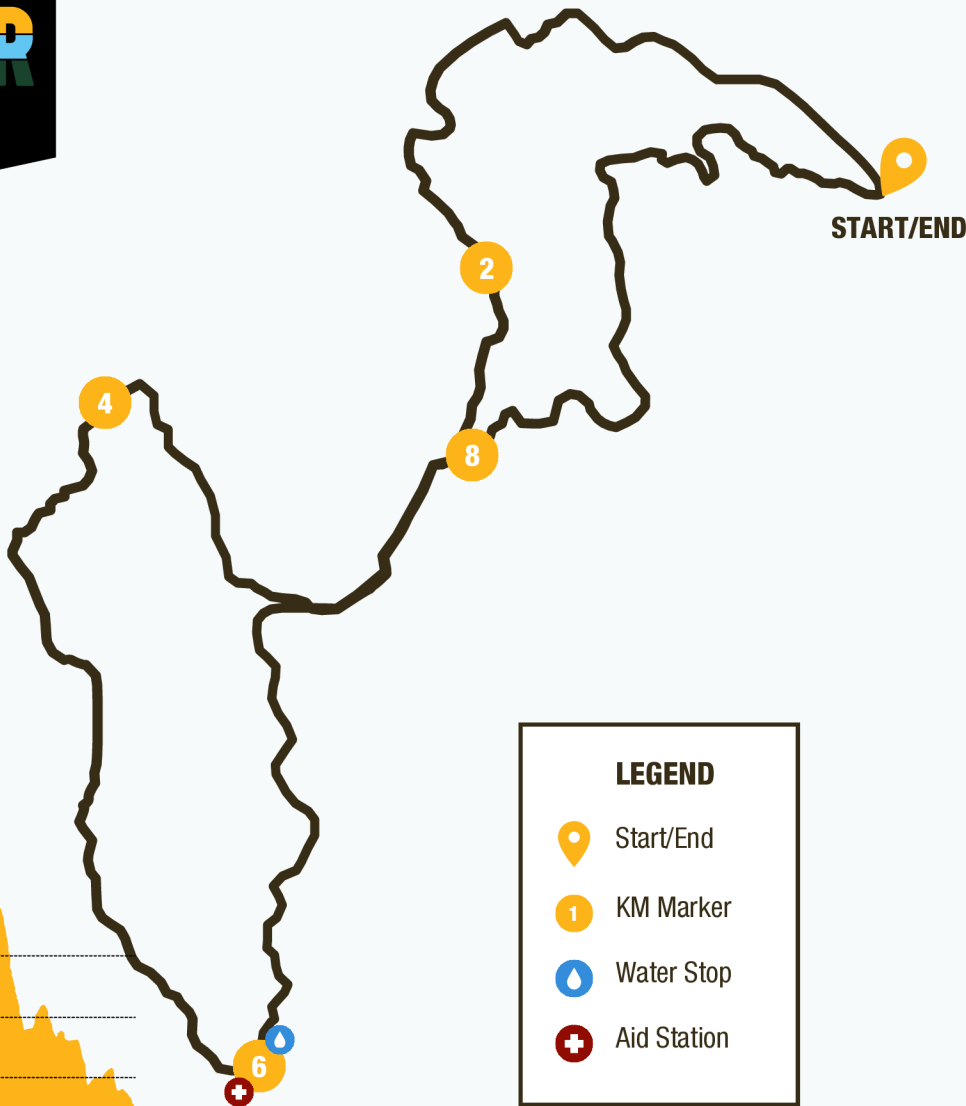 R
START/END
2
4
8
6
LEGEND
Start/End
1
KM Marker
Water Stop
Aid Station